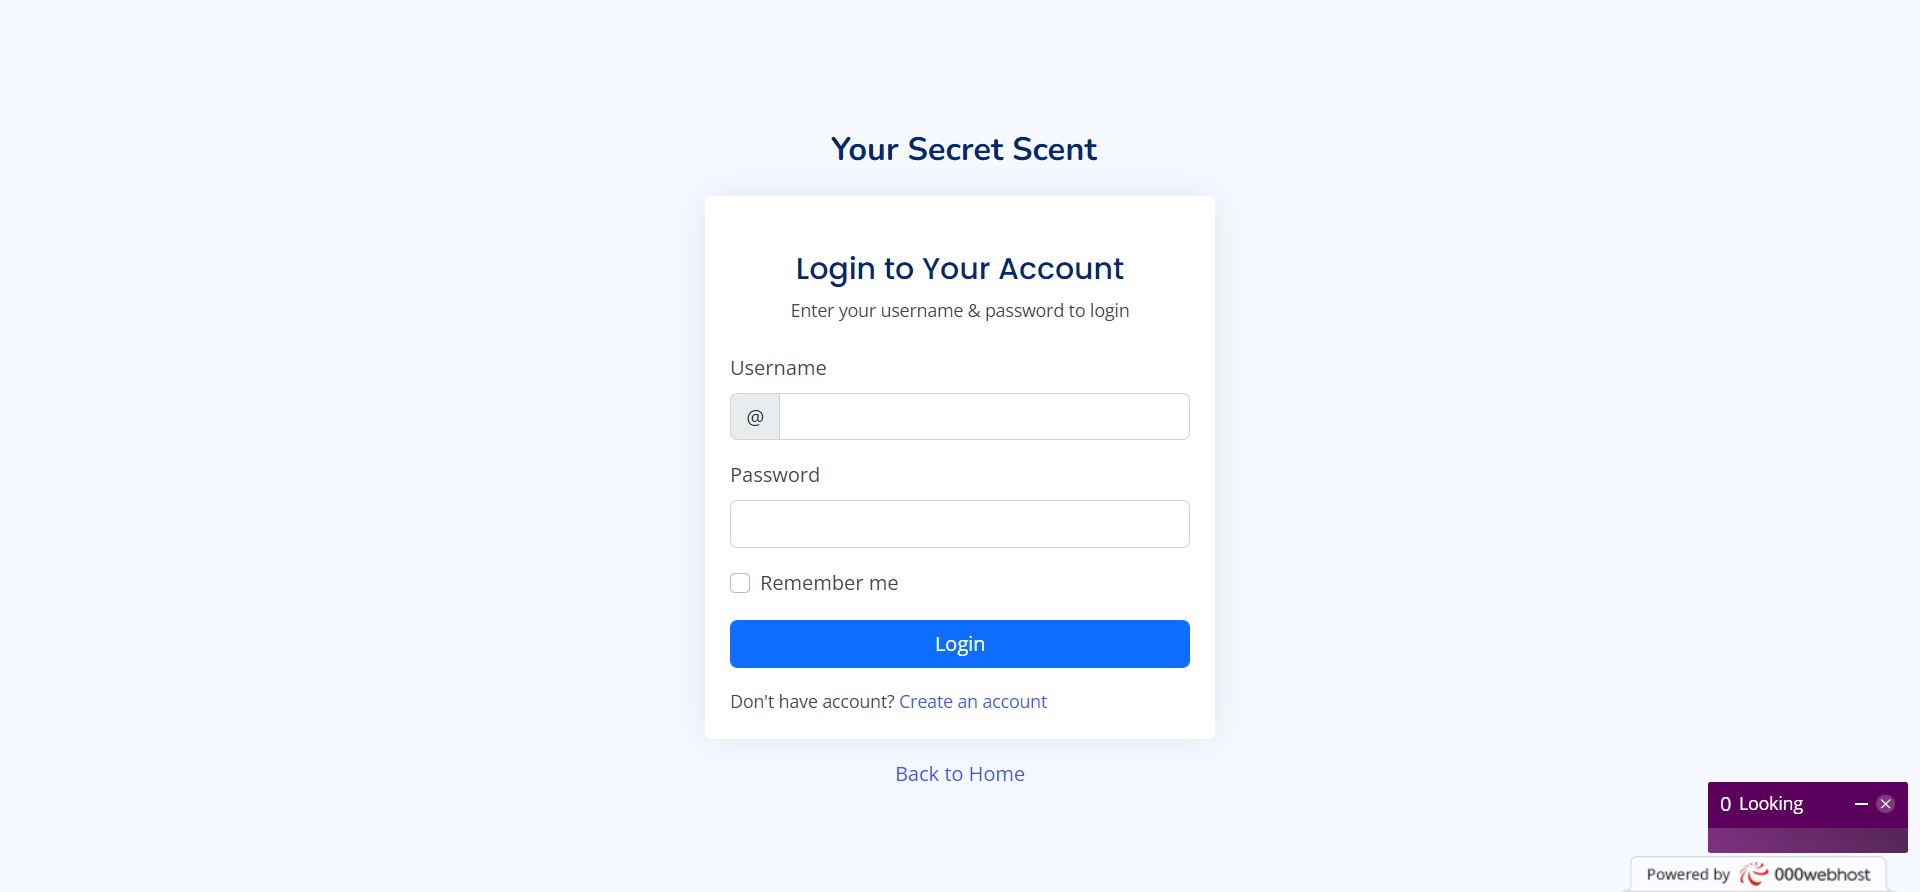 Your Secret Scent
Login to Your Account
Enter your username & password to login
Username
@
Password
Remember me
Login
Don't have account? Create an account
Back to Home
0 Looking
Powered by 000webhost